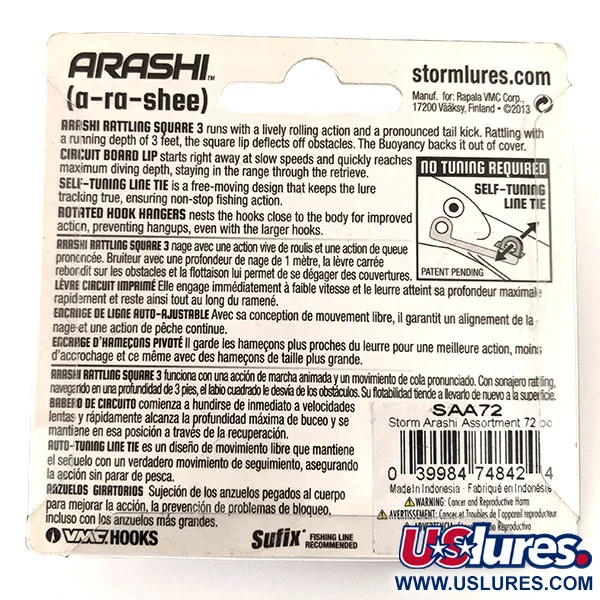 ARASHI™
(a-ra-shee)
stormlures.com
Manuf. for: Rapala VMC Corp.,
17200 Vääksy, Finland • ©2013
ARASHI RATTLING SQUARE 3 runs with a lively rolling action and a pronounced tail kick. Rattling with
a running depth of 3 feet, the square lip deflects off obstacles. The Buoyancy backs it out of cover.
CIRCUIT BOARD LIP starts right away at slow speeds and quickly reaches
maximum diving depth, staying in the range through the retrieve.
SELF-TUNING LINE TIE is a free-moving design that keeps the lure
tracking true, ensuring non-stop fishing action.
ROTATED HOOK HANGERS nests the hooks close to the body for improved
action, preventing hangups, even with the larger hooks.
NO TUNING REQUIRED
SELF-TUNING
LINE TIE
PATENT PENDING
ARASHI RATTLING SQUARE 3 nage avec une action vive de roulis et une action de queue
prononcée. Bruiteur avec une profondeur de nage de 1 mètre, la lèvre carrée
rebondit sur les obstacles et la flottaison lui permet de se dégager des couvertures.
LÈVRE CIRCUIT IMPRIMÉ Elle engage immédiatement à faible vitesse et le leurre atteint sa profondeur maximale
rapidement et reste ainsi tout au long du ramené.
ENCRAGE DE LIGNE AUTO-AJUSTABLE Avec sa conception de mouvement libre, il garantit un alignement de la
nage et une action de pêche continue.
ENCRAGE D'HAMEÇONS PIVOTÉ Il garde les hameçons plus proches du leurre pour une meilleure action, moins
d'accrochage et ce même avec des hameçons de taille plus grande.
ARASHI RATTLING SQUARE 3 funciona con una acción de marcha animada y un movimiento de cola pronunciado. Con sonajero rattling,
navegando en una profundidad de 3 pies, el labio cuadrado le desvía de los obstáculos. Su flotabilidad tiende a llevarlo de nuevo a la superficie.
BABERO DE CIRCUITO comienza a hundirse de inmediato a velocidades
lentas y rápidamente alcanza la profundidad máxima de buceo y se
mantiene en esa posición a través de la recuperación.
AUTO-TUNING LINE TIE es un diseño de movimiento libre que mantiene
el señuelo con un verdadero movimiento de seguimiento, asegurando
la acción sin parar de pesca.
ANZUELOS GIRATORIOS Sujeción de los anzuelos pegados al cuerpo
para mejorar la acción, la prevención de problemas de bloqueo,
incluso con los anzuelos más grandes.
SAA72
Storm Arashi Assortment 72 pc
0 39984 74842 4
Made in Indonesia · Fabriqué en Indonésie
WARNING: Cancer and Reproductive Harm
AVERTISSEMENT: Cancer et Troubles de l'appareil reproducteur
ADVERTENCIA: Cáncer y Daño Reproductivo
VMC HOOKS
Sufix®
FISHING LINE
RECOMMENDED
USlures.
WWW.USLURES.COM